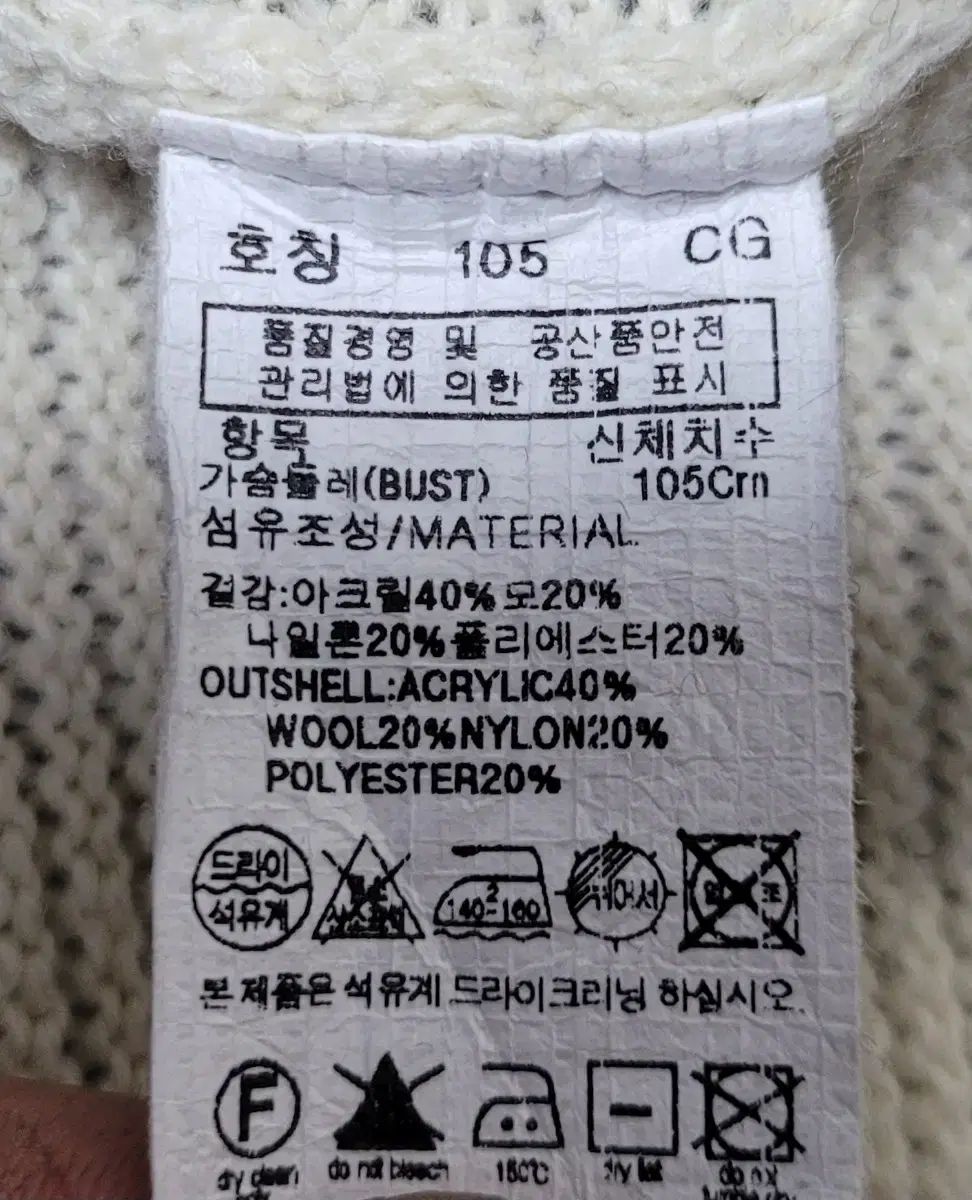 호칭 105 CG
품질경영 및 공산품안전
관리법에 의한 품질 표시
항목 신체치수
가슴둘레(BUST) 105Cm
섬유조성/MATERIAL
겉감:아크릴40%모20%
나일론20%폴리에스터20%
OUTSHELL:ACRYLIC40%
WOOL20%NYLON20%
POLYESTER20%
드라이
석유계
2
140-160
본 제품은 석유계 드라이크리닝 하십시오.
F
dry clean
do not bleach
do not